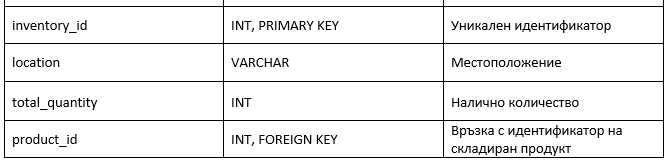 inventory_id INT, PRIMARY KEY Уникален идентификатор
location VARCHAR Местоположение
total_quantity INT Налично количество
product_id INT, FOREIGN KEY Връзка с идентификатор на
складиран продукт